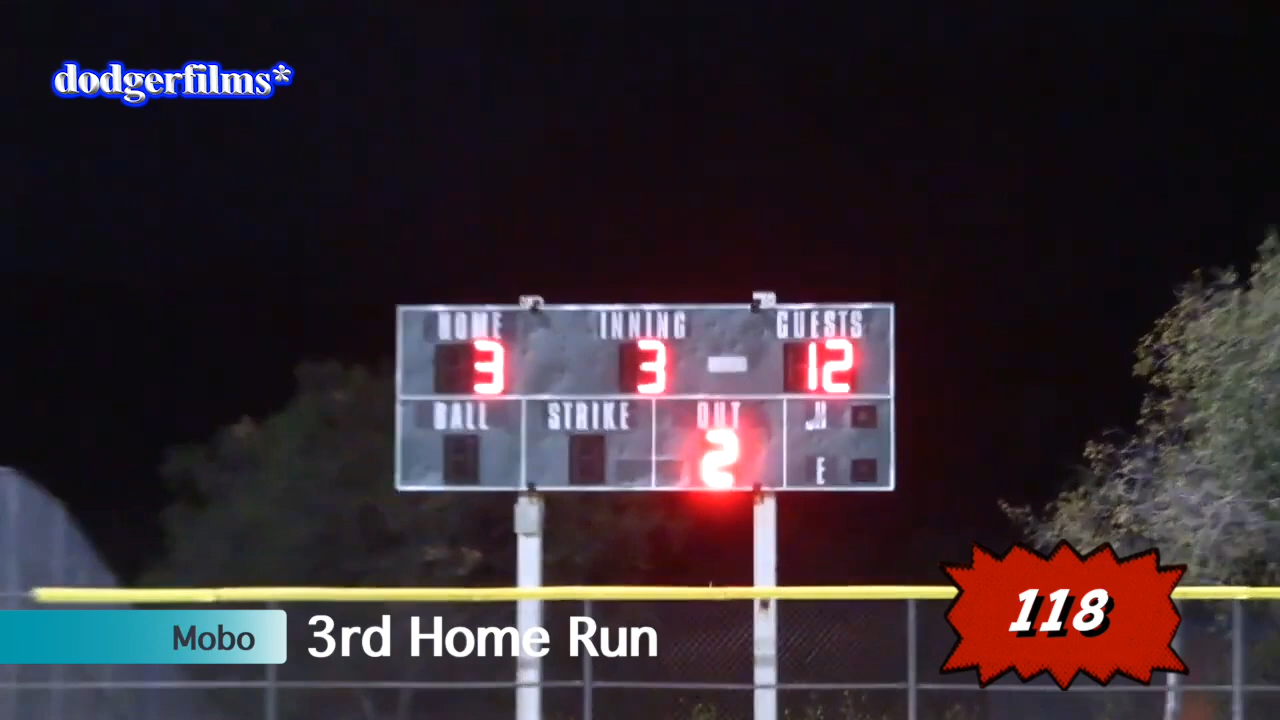 dodgerfilms*
HOME INNING GUESTS
3 3 12
BALL STRIKE OUT H
2 E
118
Mobo 3rd Home Run